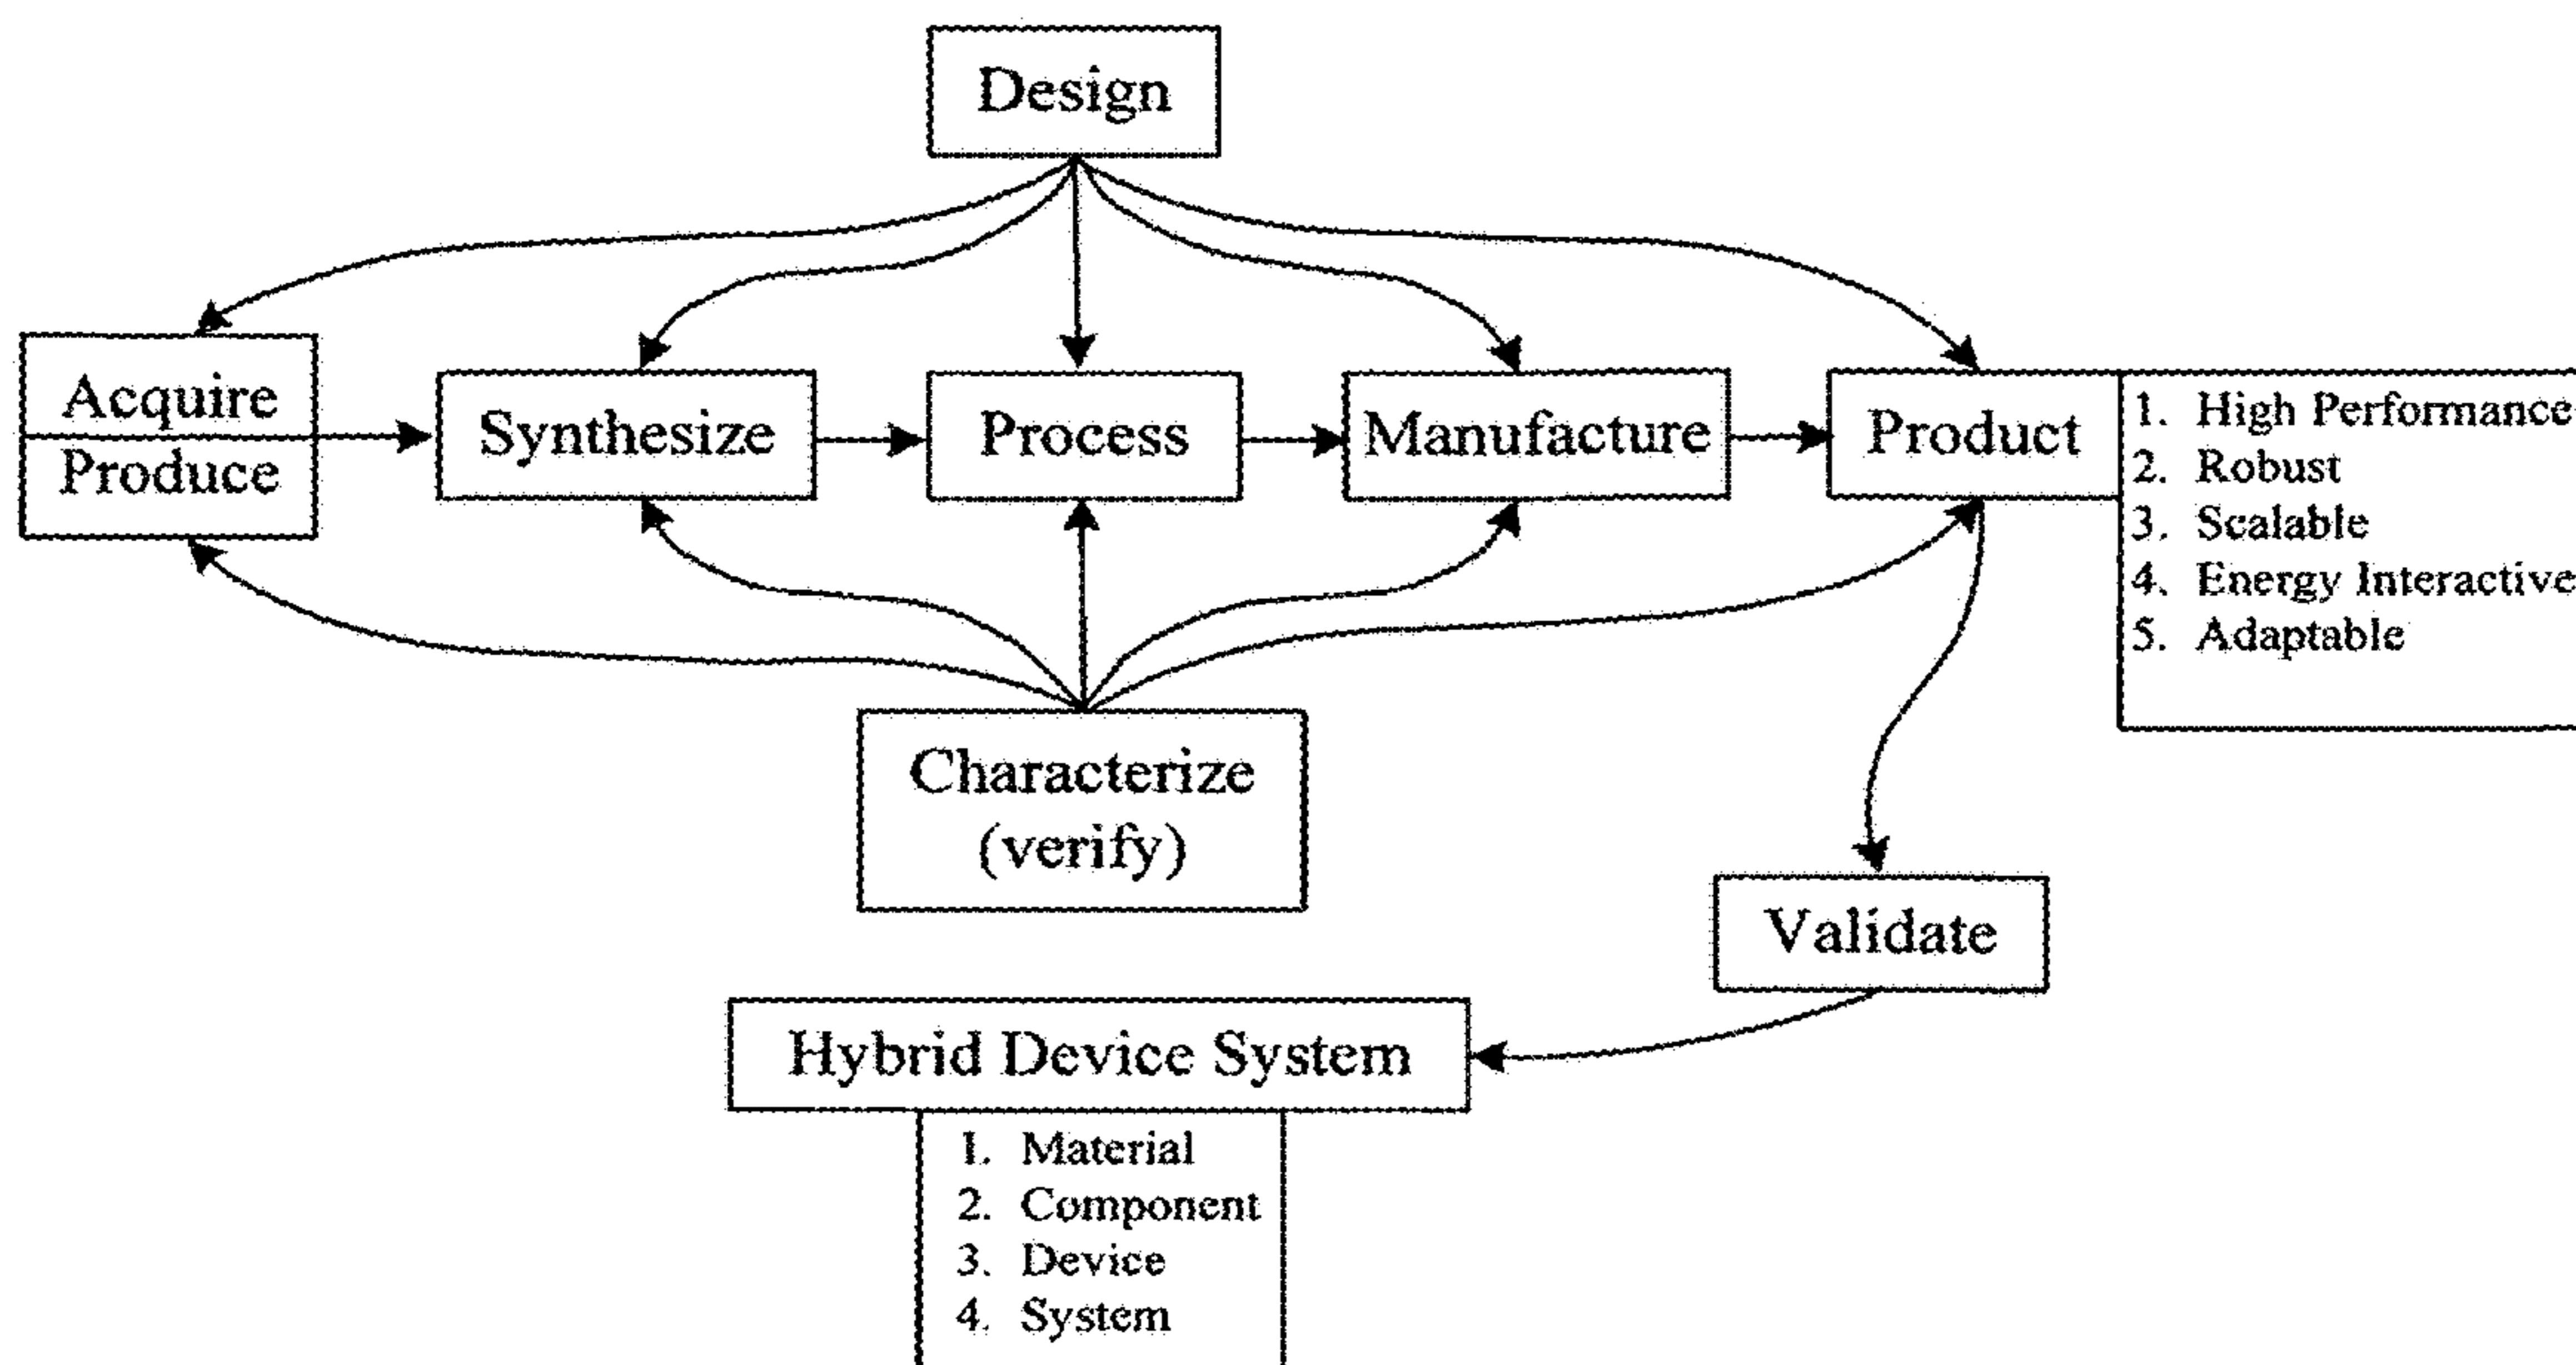 Design
Acquire
Produce
Synthesize
Process
Manufacture
Product
1. High Performance
2. Robust
3. Scalable
4. Energy Interactive
5. Adaptable
Characterize
(verify)
Validate
Hybrid Device System
1. Material
2. Component
3. Device
4. System